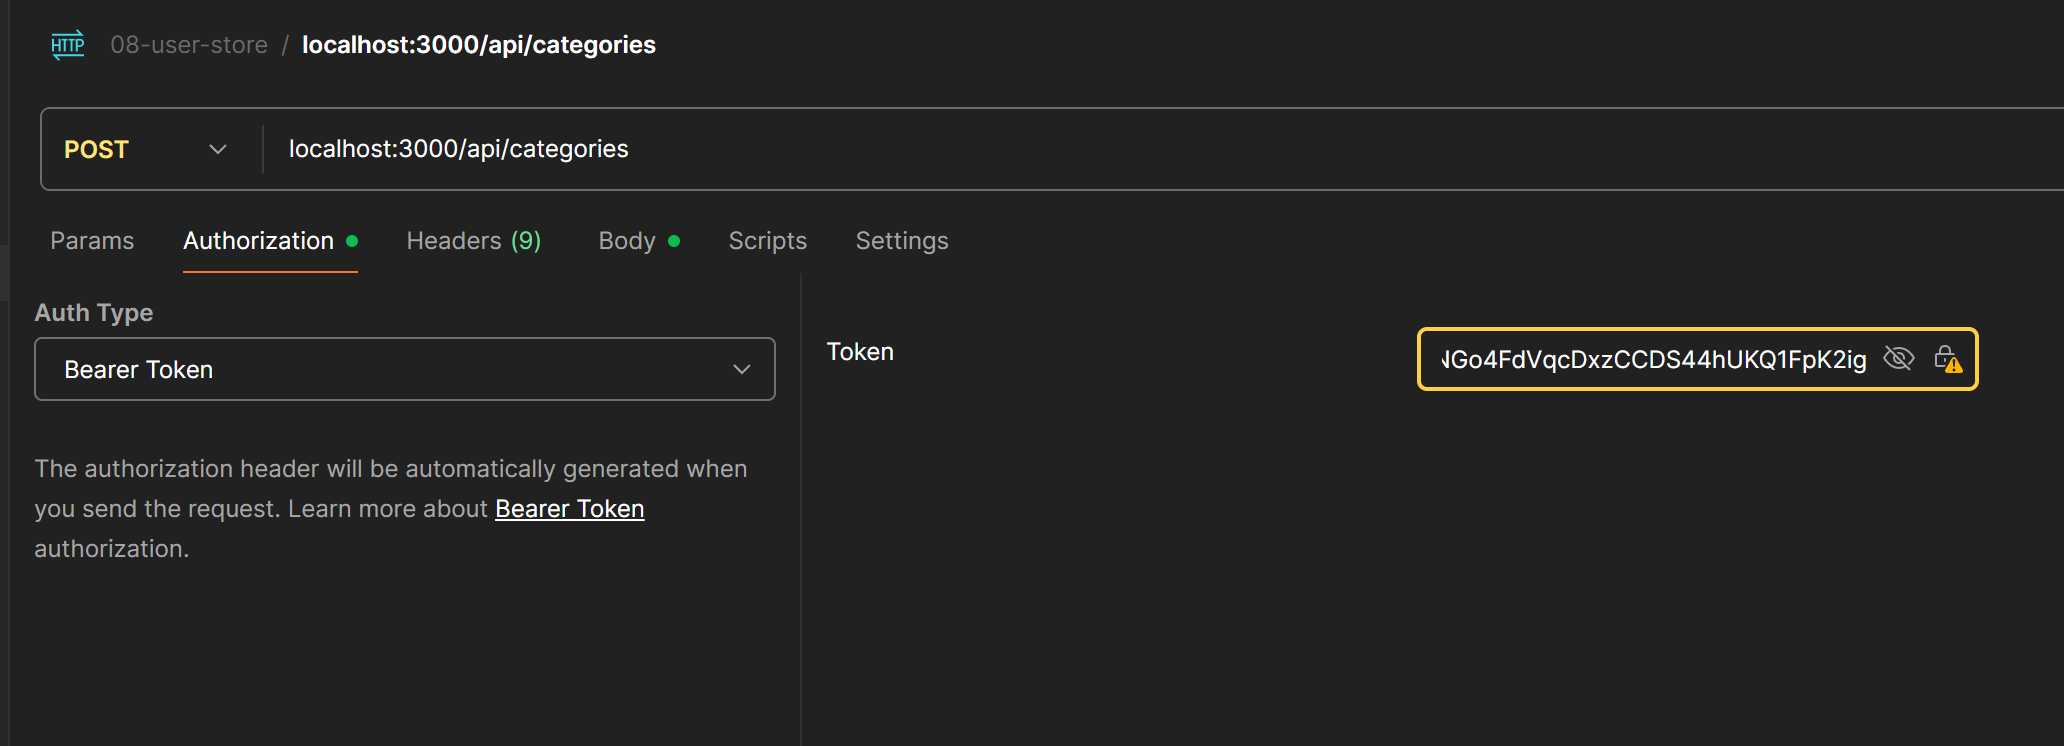 HTTP 08-user-store / localhost:3000/api/categories
POST localhost:3000/api/categories
Params Authorization Headers (9) Body Scripts Settings
Auth Type
Bearer Token
Token
NGo4FdVqcDxzCCDS44hUKQ1FpK2ig
The authorization header will be automatically generated when
you send the request. Learn more about Bearer Token
authorization.